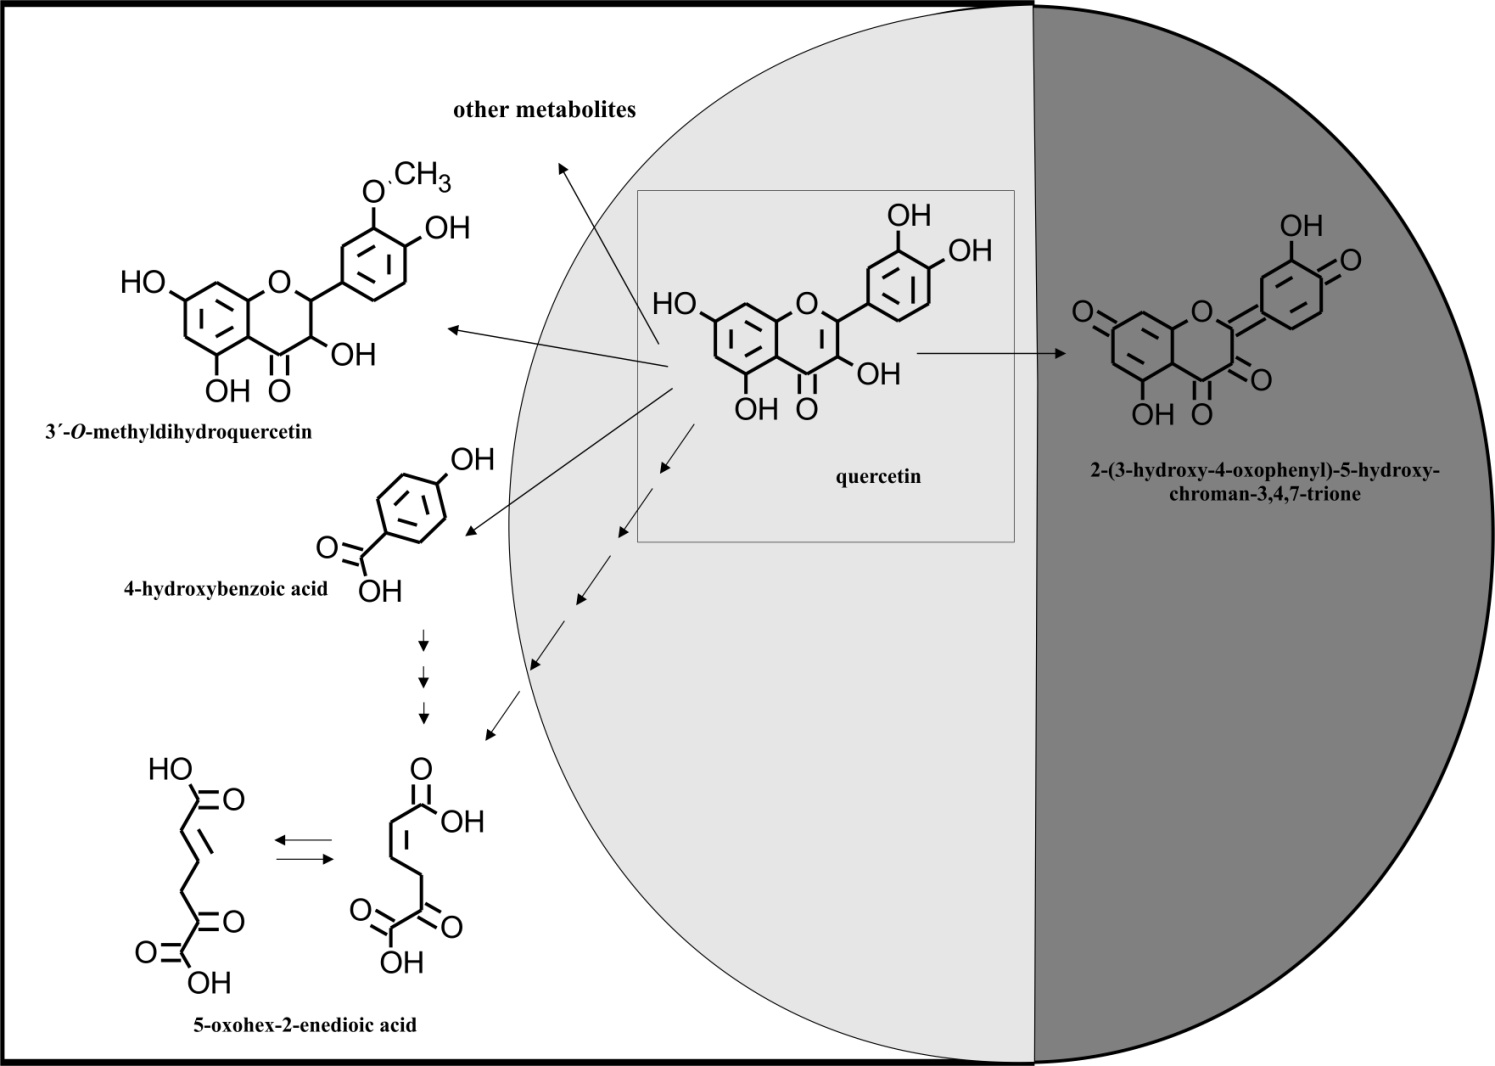 other metabolites
O CH3
OH
HO
O
OH
OH
O
3´-O-methyldihydroquercetin
OH
OH
HO
O
OH
OH
O
quercetin
OH
O
O
O
O
OH
O
2-(3-hydroxy-4-oxophenyl)-5-hydroxy-
chroman-3,4,7-trione
OH
O
OH
4-hydroxybenzoic acid
HO
O
O
O
OH
O
OH
O
O
OH
5-oxohex-2-enedioic acid